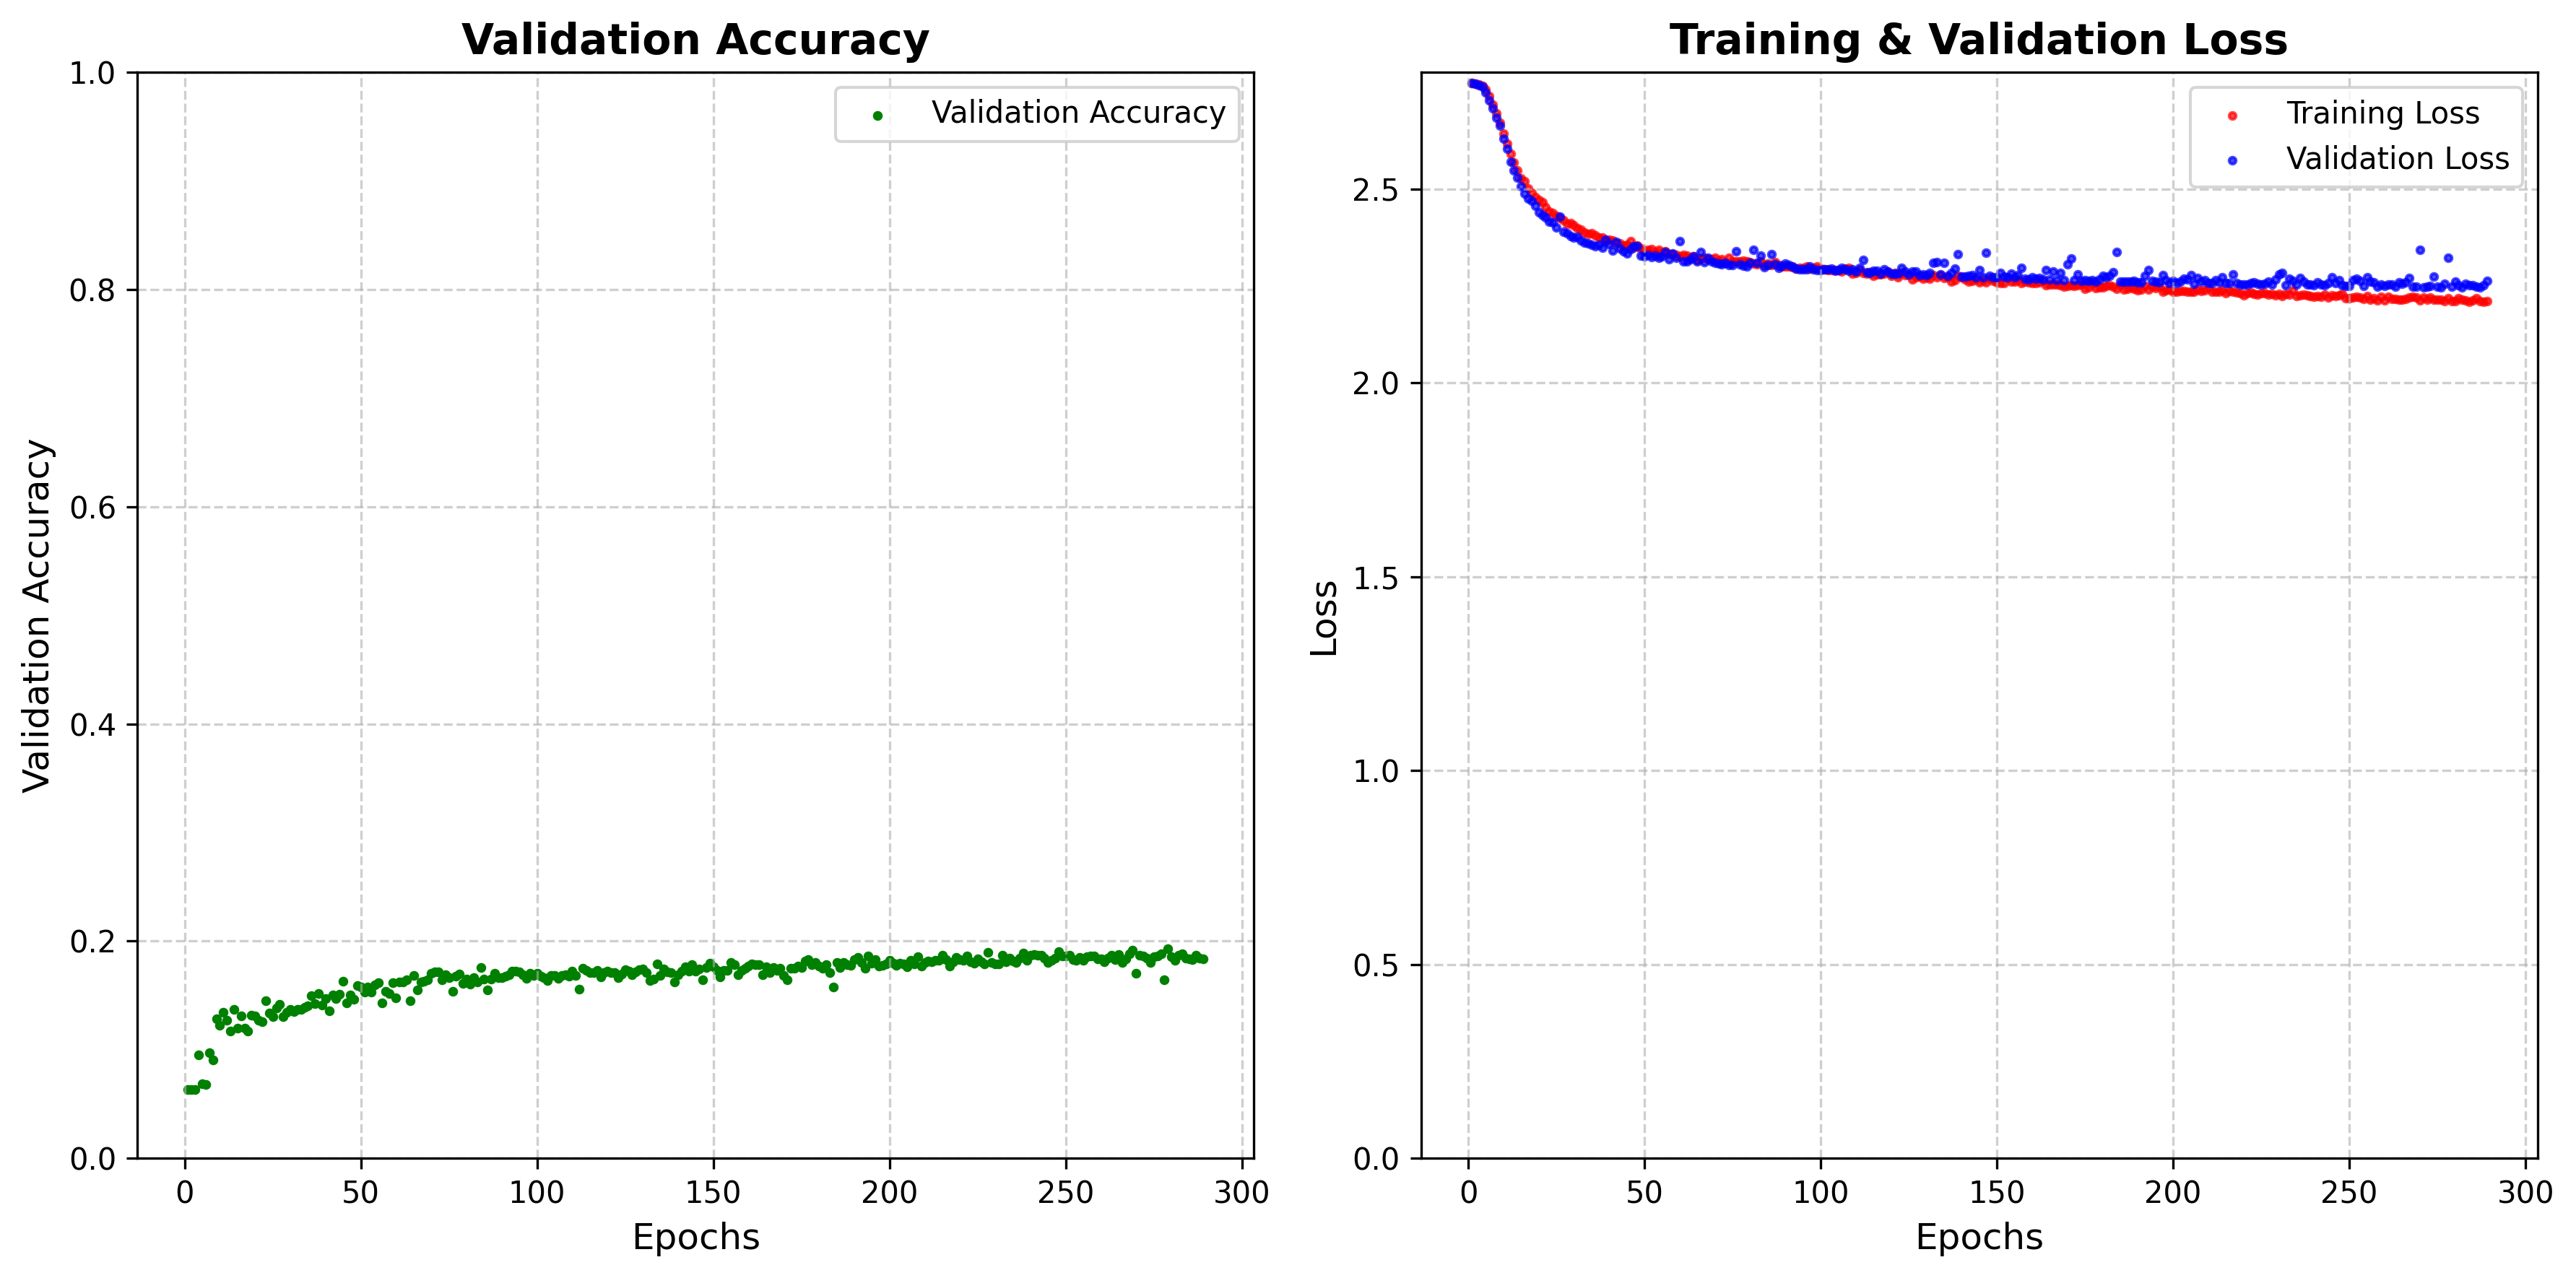 Validation Accuracy
1.0
0.8
0.6
0.4
0.2
0.0
Validation Accuracy
Validation Accuracy
0
50
100
150
200
250
300
Epochs
Training & Validation Loss
2.5
2.0
1.5
1.0
0.5
0.0
Loss
Training Loss
Validation Loss
0
50
100
150
200
250
300
Epochs